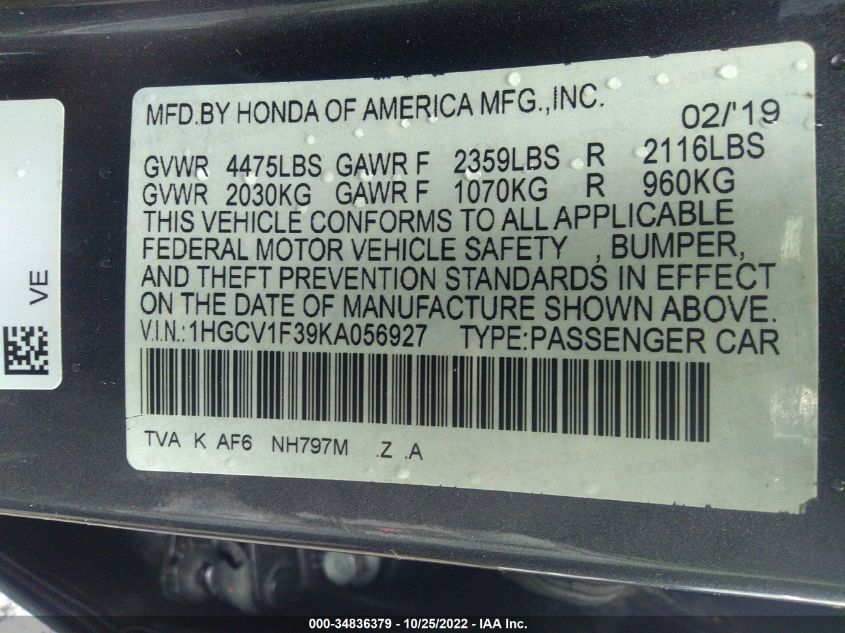 MFD.BY HONDA OF AMERICA MFG.,INC. 02/'19
GVWR 4475LBS GAWR F 2359LBS R 2116LBS
GVWR 2030KG GAWR F 1070KG R 960KG
THIS VEHICLE CONFORMS TO ALL APPLICABLE
FEDERAL MOTOR VEHICLE SAFETY , BUMPER,
AND THEFT PREVENTION STANDARDS IN EFFECT
ON THE DATE OF MANUFACTURE SHOWN ABOVE.
V.I.N.:1HGCV1F39KA056927 TYPE:PASSENGER CAR
TVA K AF6 NH797M .Z .A
VE
000-34836379 - 10/25/2022 - IAA Inc.